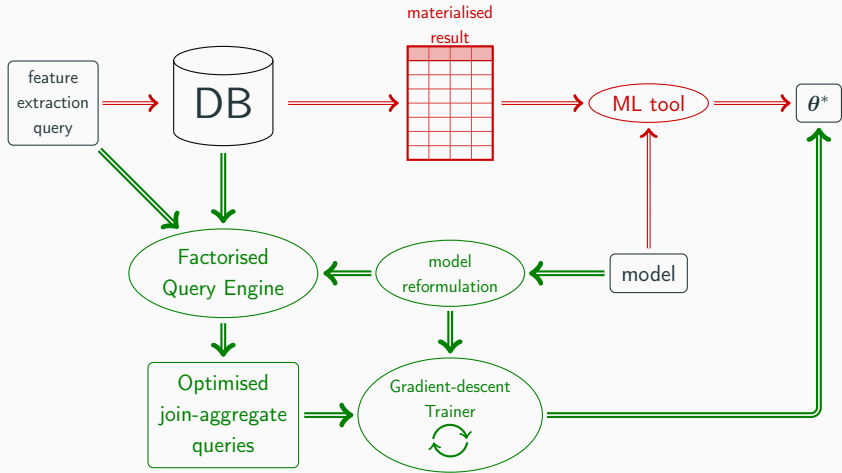 materialised
result
feature
extraction
query
DB
ML tool
θ*
Factorised
Query Engine
model
reformulation
model
Optimised
join-aggregate
queries
Gradient-descent
Trainer